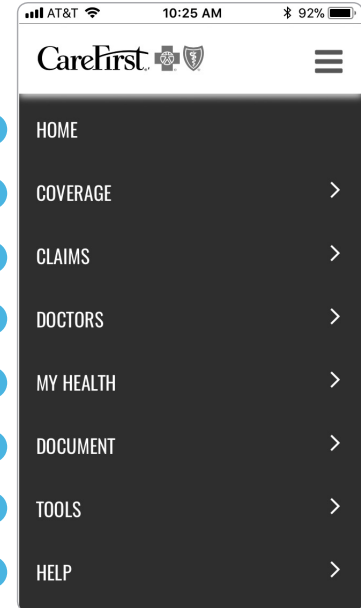 AT&T 10:25 AM 92%
CareFirst
HOME
COVERAGE
CLAIMS
DOCTORS
MY HEALTH
DOCUMENT
TOOLS
HELP